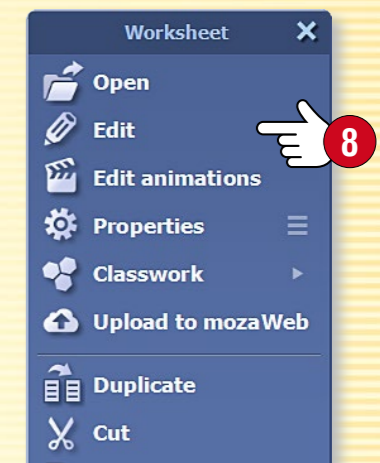 Worksheet
Open
Edit
8
Edit animations
Properties
Classwork
Upload to mozaWeb
Duplicate
Cut